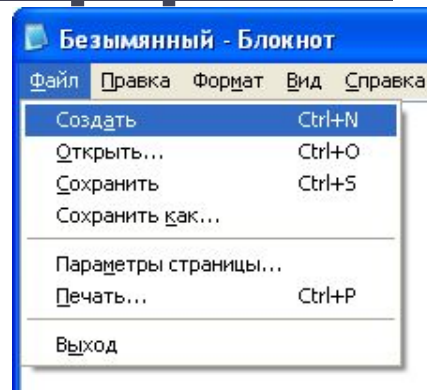 Безымянный - Блокнот
Файл Правка Формат Вид Справка
Создать Ctrl+N
Открыть... Ctrl+O
Сохранить Ctrl+S
Сохранить как...
Параметры страницы...
Печать... Ctrl+P
Выход